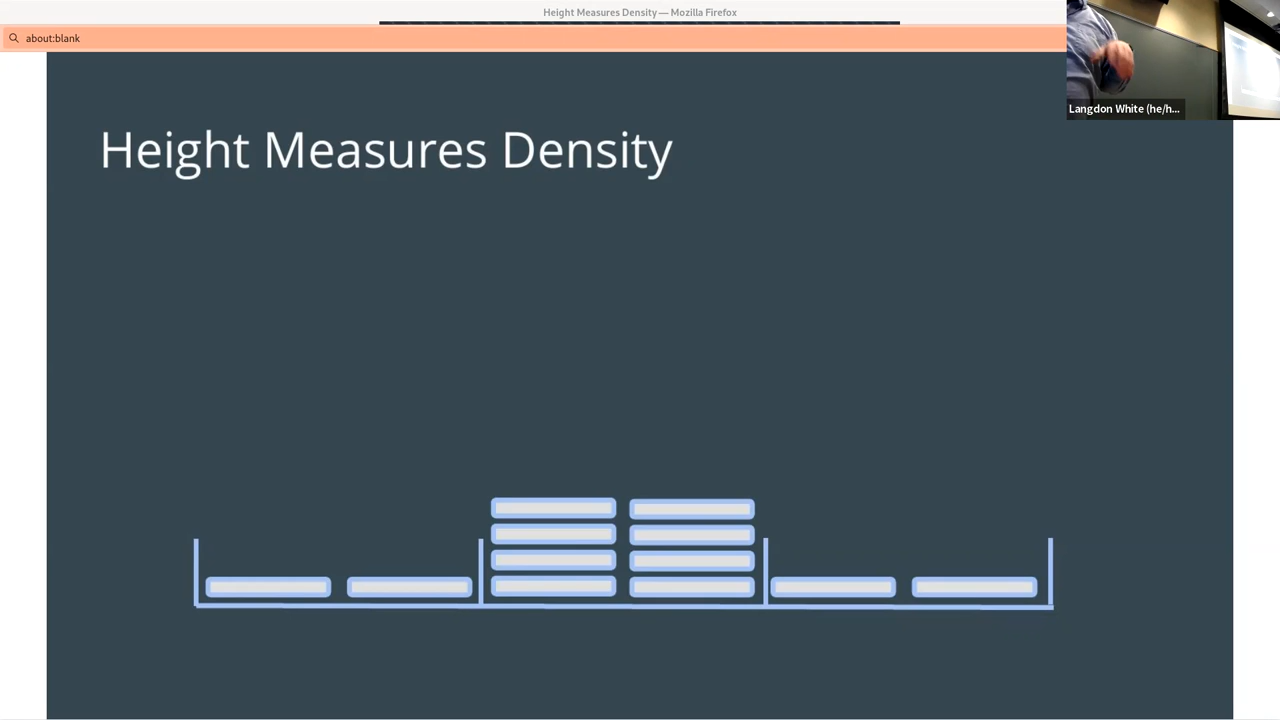 Height Measures Density — Mozilla Firefox
about:blank
Langdon White (he/h...
Height Measures Density